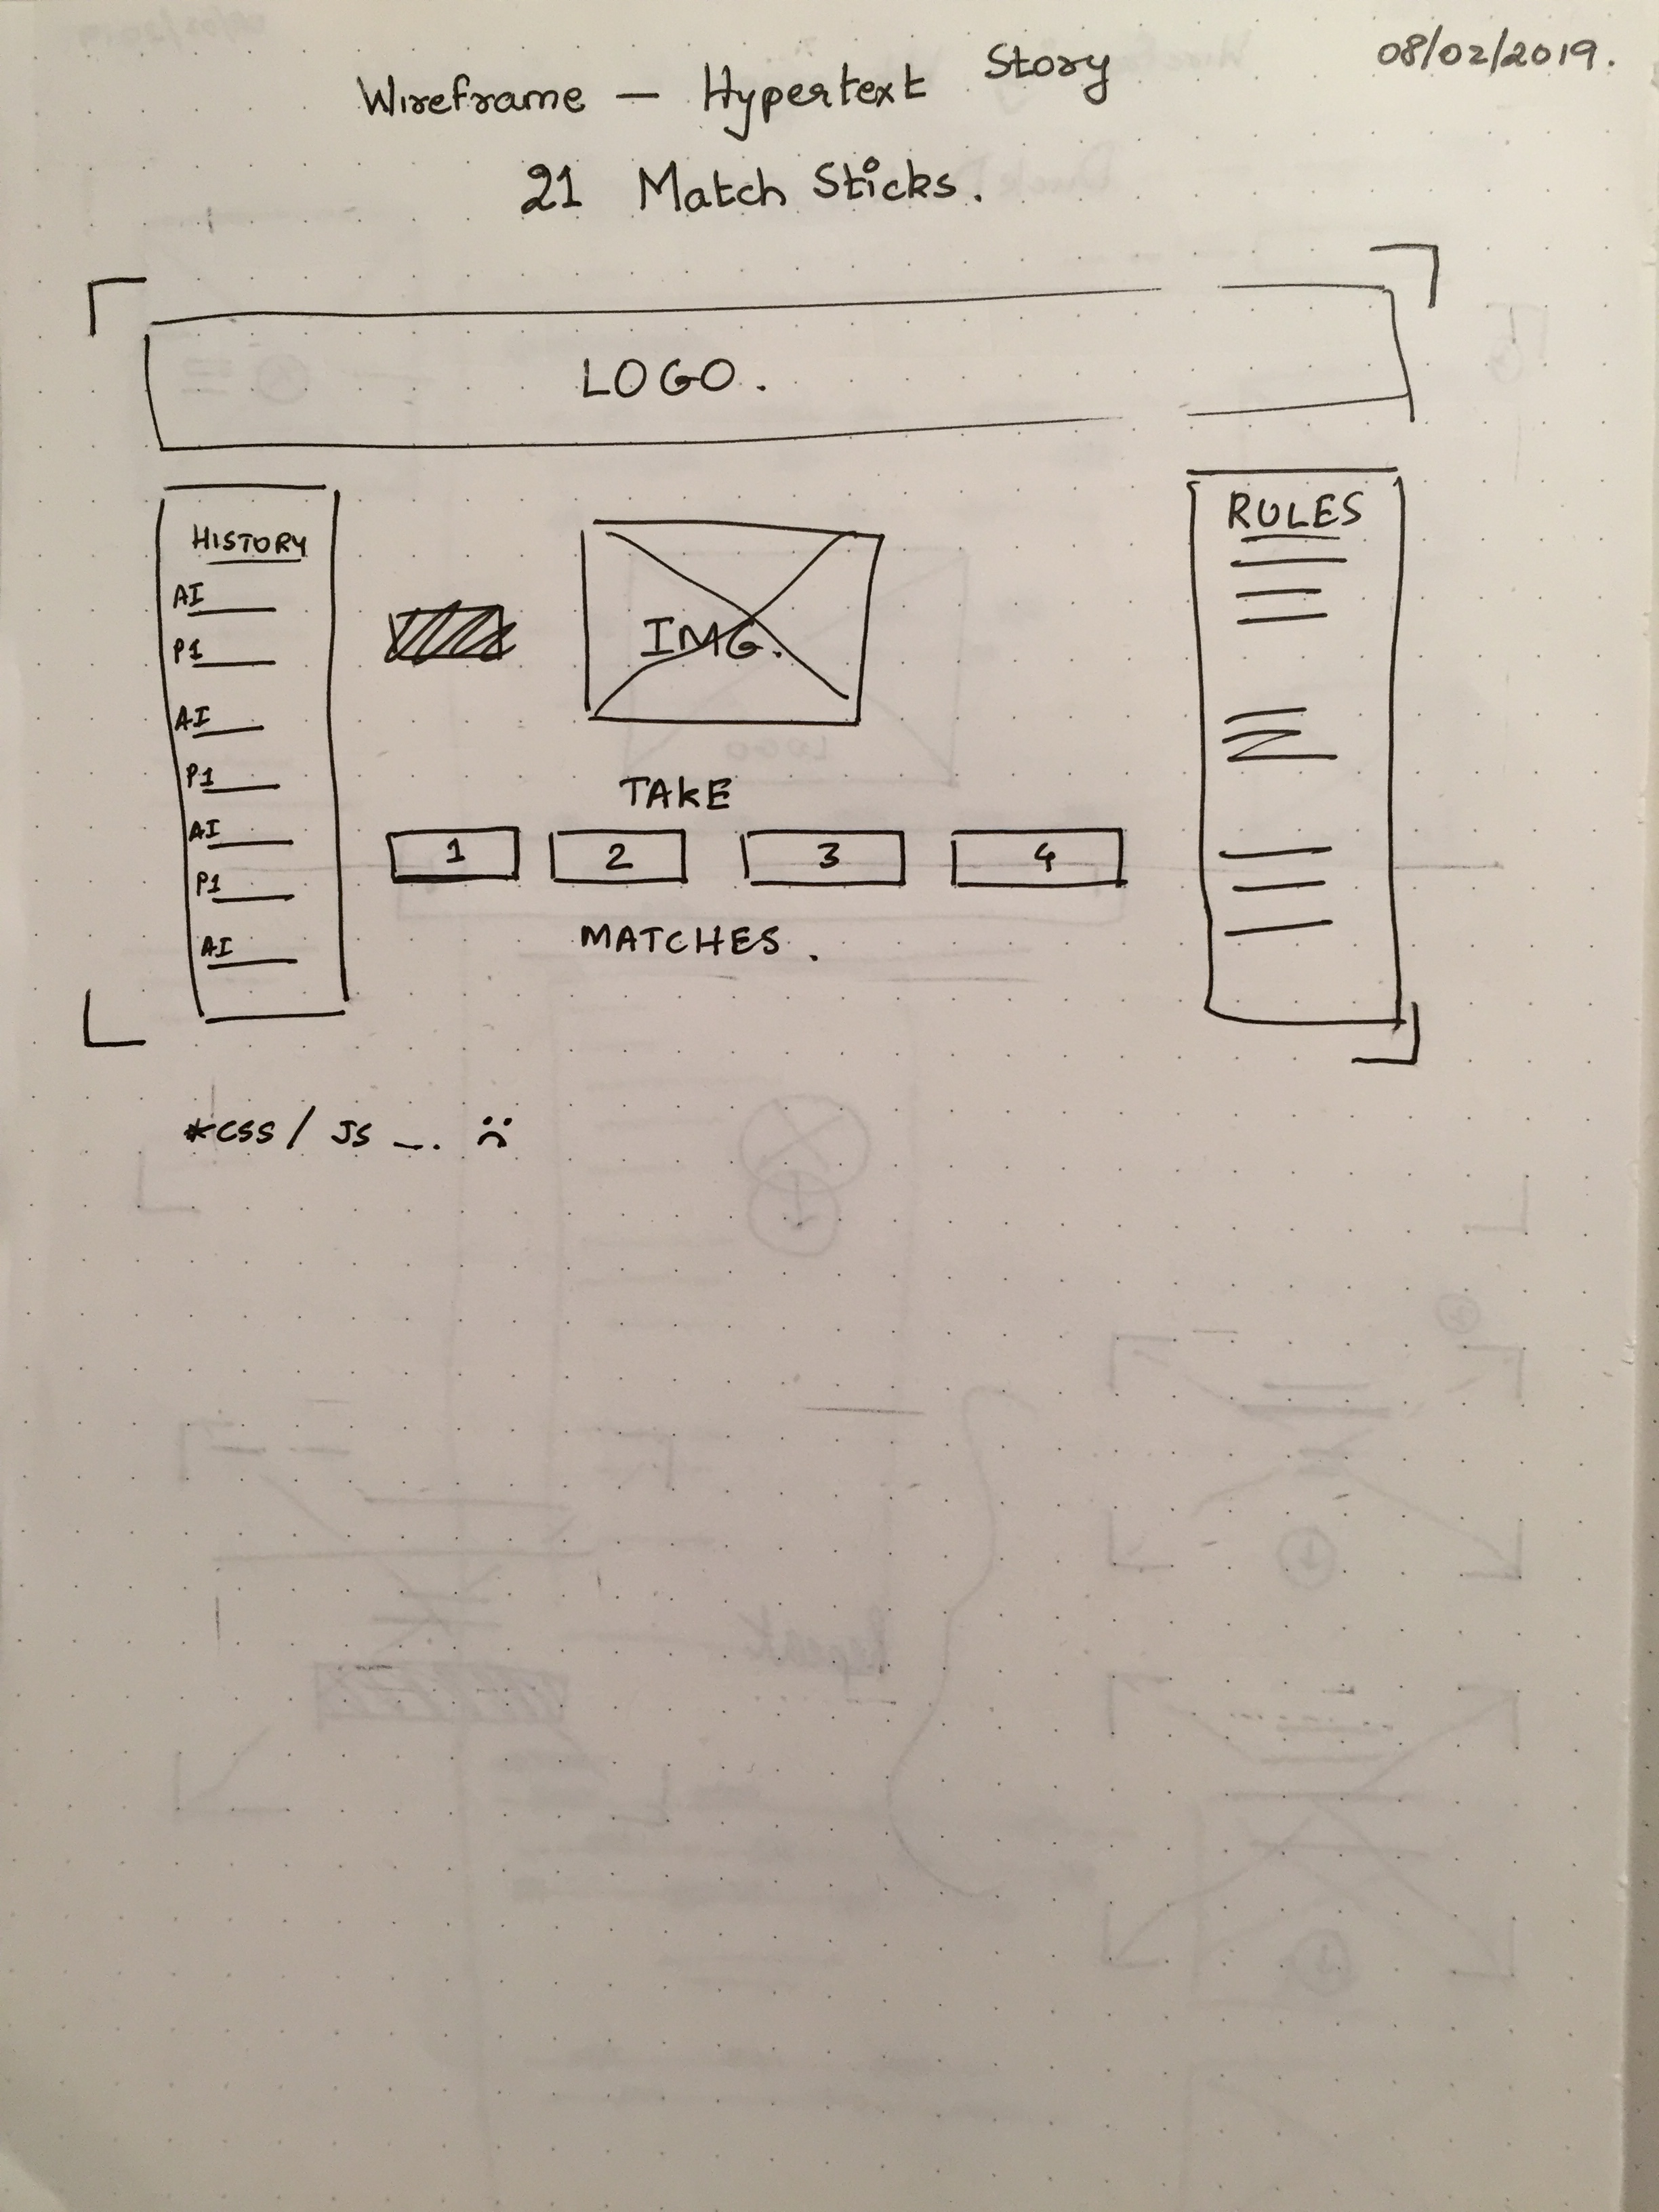 08/02/2019.
Wireframe — Hypertext Story
21 Match Sticks.
LOGO.
HISTORY
AI
P1
AI
P1
AI
P1
AI
IMG.
TAKE
1 2 3 4
MATCHES.
RULES
*CSS / JS —. ☹